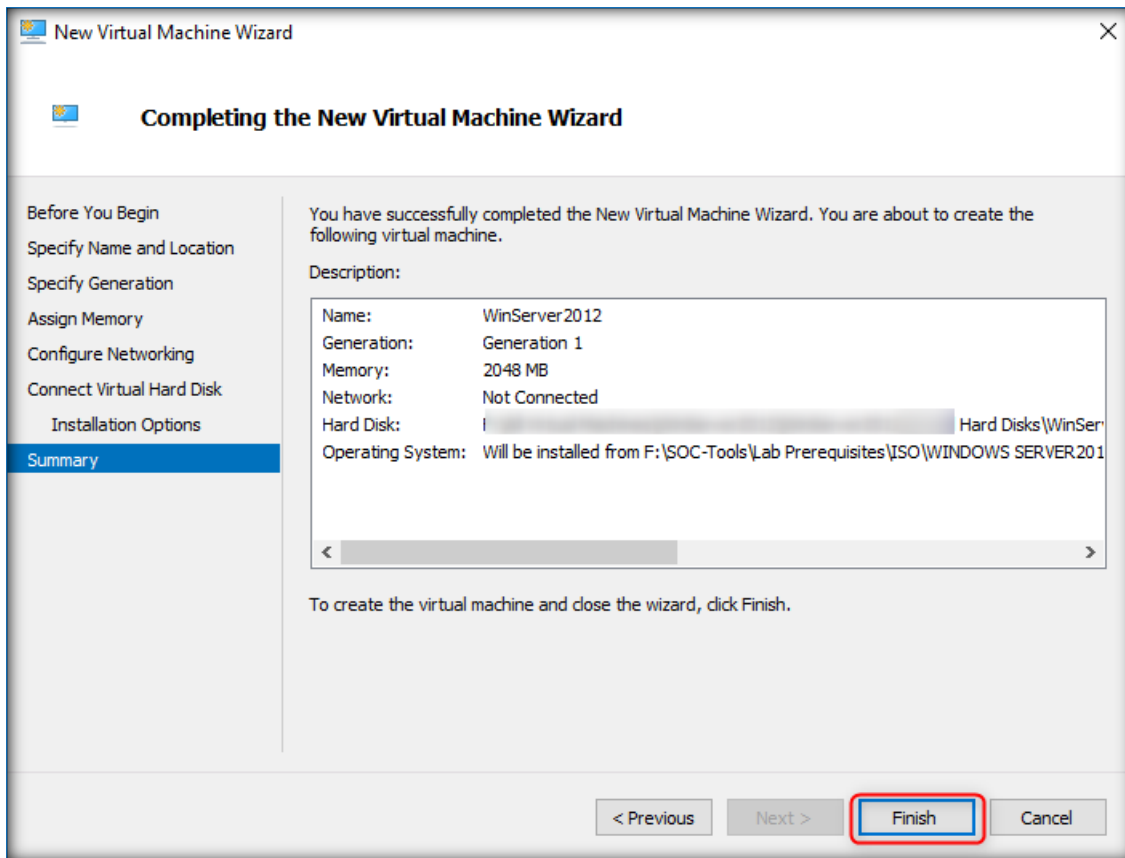 New Virtual Machine Wizard
Completing the New Virtual Machine Wizard
Before You Begin
Specify Name and Location
Specify Generation
Assign Memory
Configure Networking
Connect Virtual Hard Disk
Installation Options
Summary
You have successfully completed the New Virtual Machine Wizard. You are about to create the
following virtual machine.
Description:
Name: WinServer2012
Generation: Generation 1
Memory: 2048 MB
Network: Not Connected
Hard Disk: Hard Disks\WinSer
Operating System: Will be installed from F:\SOC-Tools\Lab Prerequisites\ISO\WINDOWS SERVER201
To create the virtual machine and close the wizard, click Finish.
< Previous Next > Finish Cancel